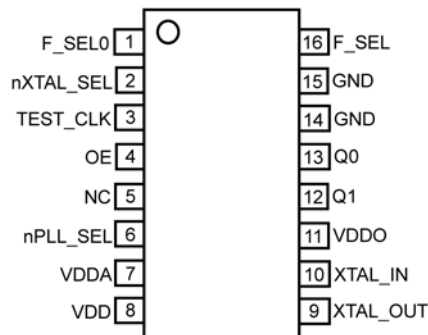 F_SEL0 1 16 F_SEL
nXTAL_SEL 2 15 GND
TEST_CLK 3 14 GND
OE 4 13 Q0
NC 5 12 Q1
nPLL_SEL 6 11 VDDO
VDDA 7 10 XTAL_IN
VDD 8 9 XTAL_OUT